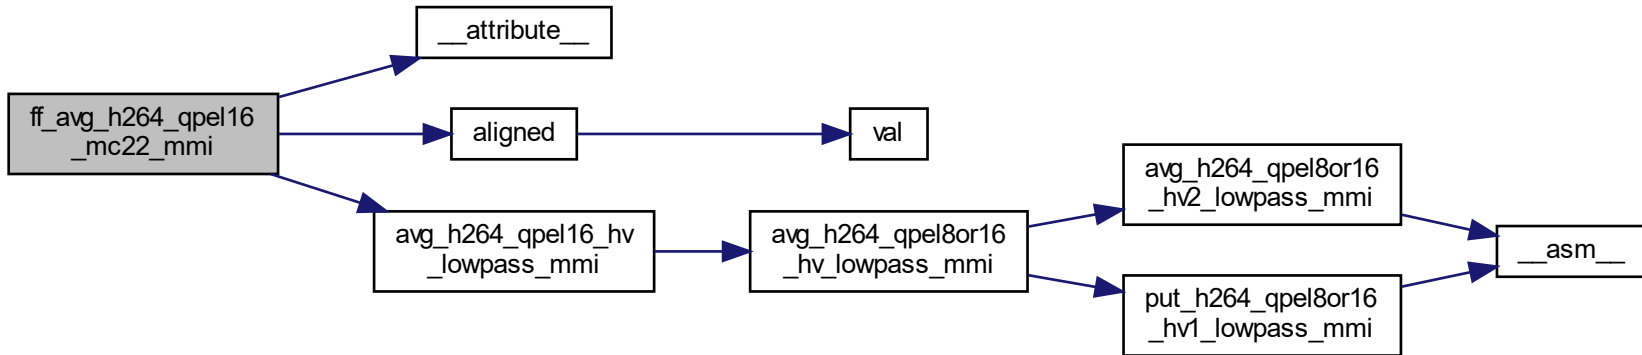 __attribute__
ff_avg_h264_qpel16
_mc22_mmi
aligned
val
avg_h264_qpel16_hv
_lowpass_mmi
avg_h264_qpel8or16
_hv_lowpass_mmi
avg_h264_qpel8or16
_hv2_lowpass_mmi
put_h264_qpel8or16
_hv1_lowpass_mmi
__asm__